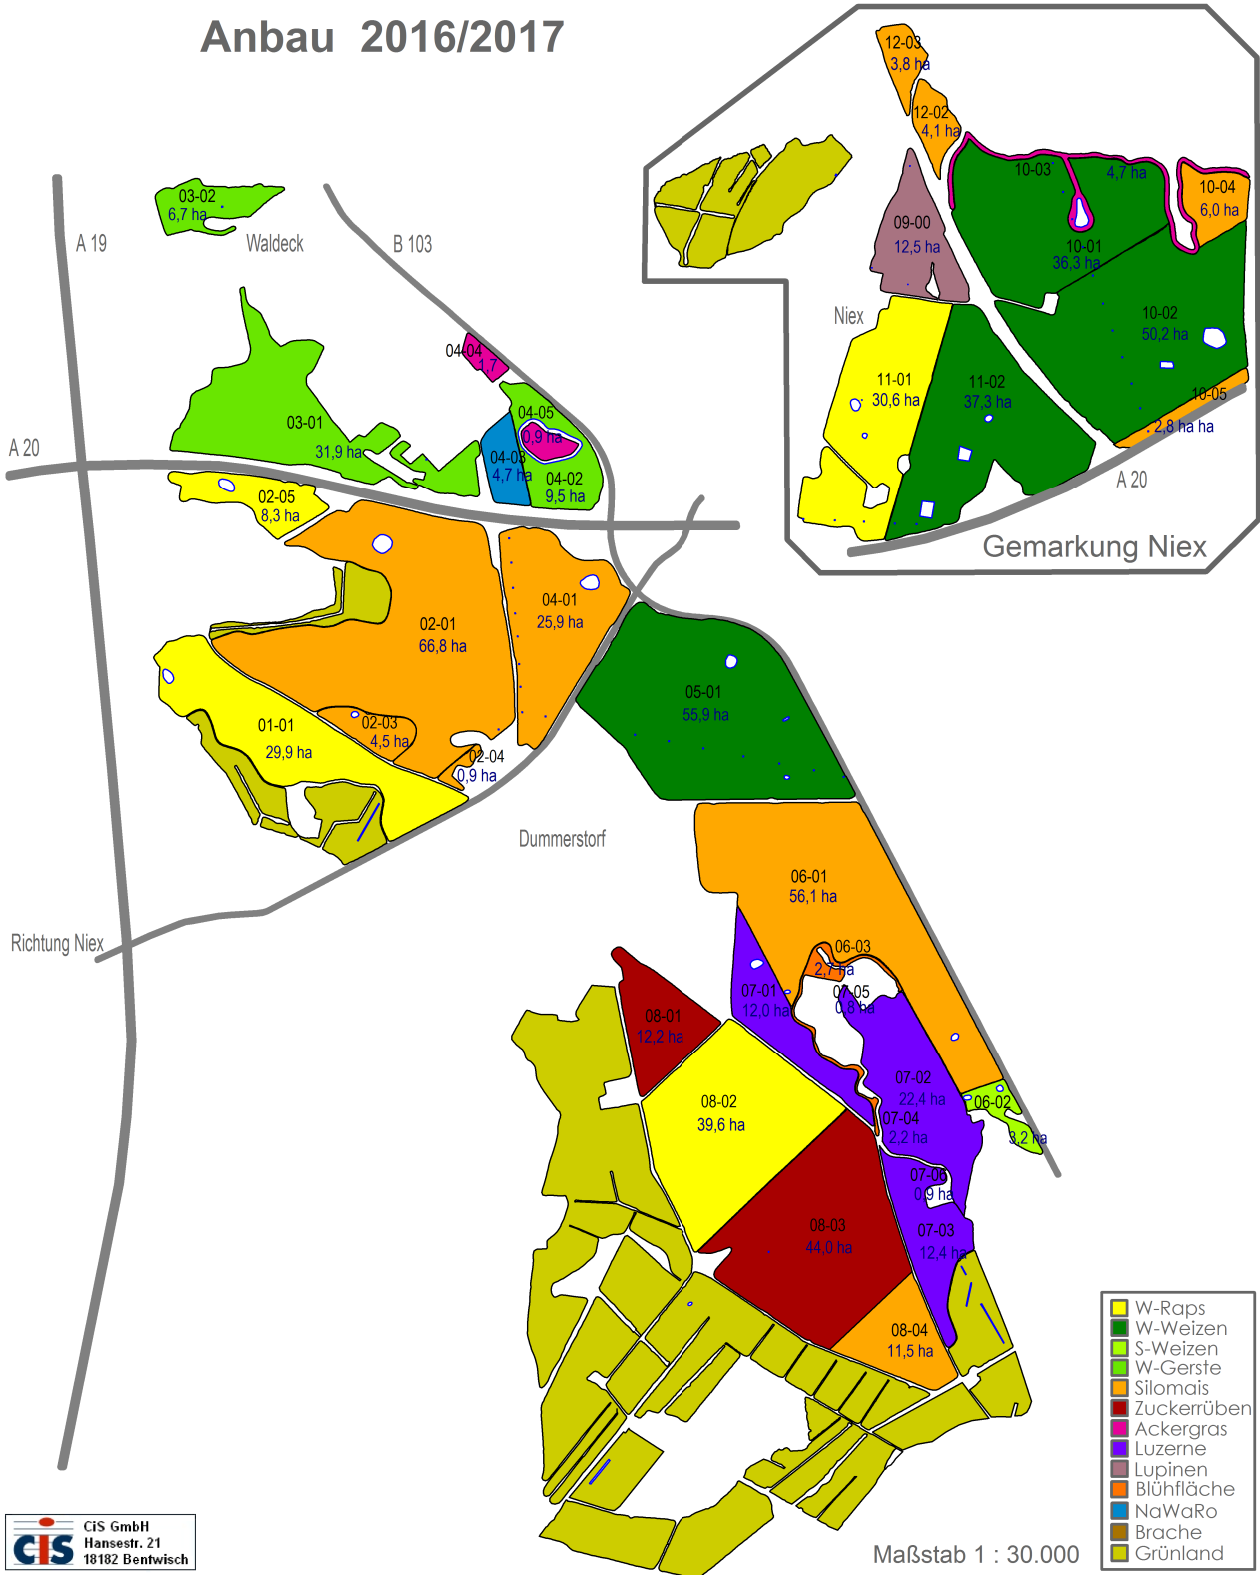 Anbau 2016/2017
12-03
3,8 ha
12-02
4,1 ha
10-03
4,7 ha
10-04
6,0 ha
09-00
12,5 ha
10-01
36,3 ha
10-02
50,2 ha
Niex
11-01
30,6 ha
11-02
37,3 ha
10-05
2,8 ha ha
A 20
Gemarkung Niex
03-02
6,7 ha
A 19
Waldeck
B 103
04-04
1,7
03-01
31,9 ha
04-05
0,9 ha
04-03
4,7 ha
04-02
9,5 ha
A 20
02-05
8,3 ha
04-01
25,9 ha
02-01
66,8 ha
05-01
55,9 ha
01-01
29,9 ha
02-03
4,5 ha
02-04
0,9 ha
Dummerstorf
06-01
56,1 ha
Richtung Niex
06-03
2,7 ha
07-01
12.0 ha
07-05
0,8 ha
08-01
12,2 ha
07-02
22,4 ha
08-02
39,6 ha
06-02
3,2 ha
07-04
2,2 ha
07-06
0,9 ha
08-03
44,0 ha
07-03
12,4 ha
08-04
11,5 ha
W-Raps
W-Weizen
S-Weizen
W-Gerste
Silomais
Zuckerrüben
Ackergras
Luzerne
Lupinen
Blühfläche
NaWaRo
Brache
Grünland
Maßstab 1 : 30.000
CiS
CiS GmbH
Hansestr. 21
18182 Bentwisch